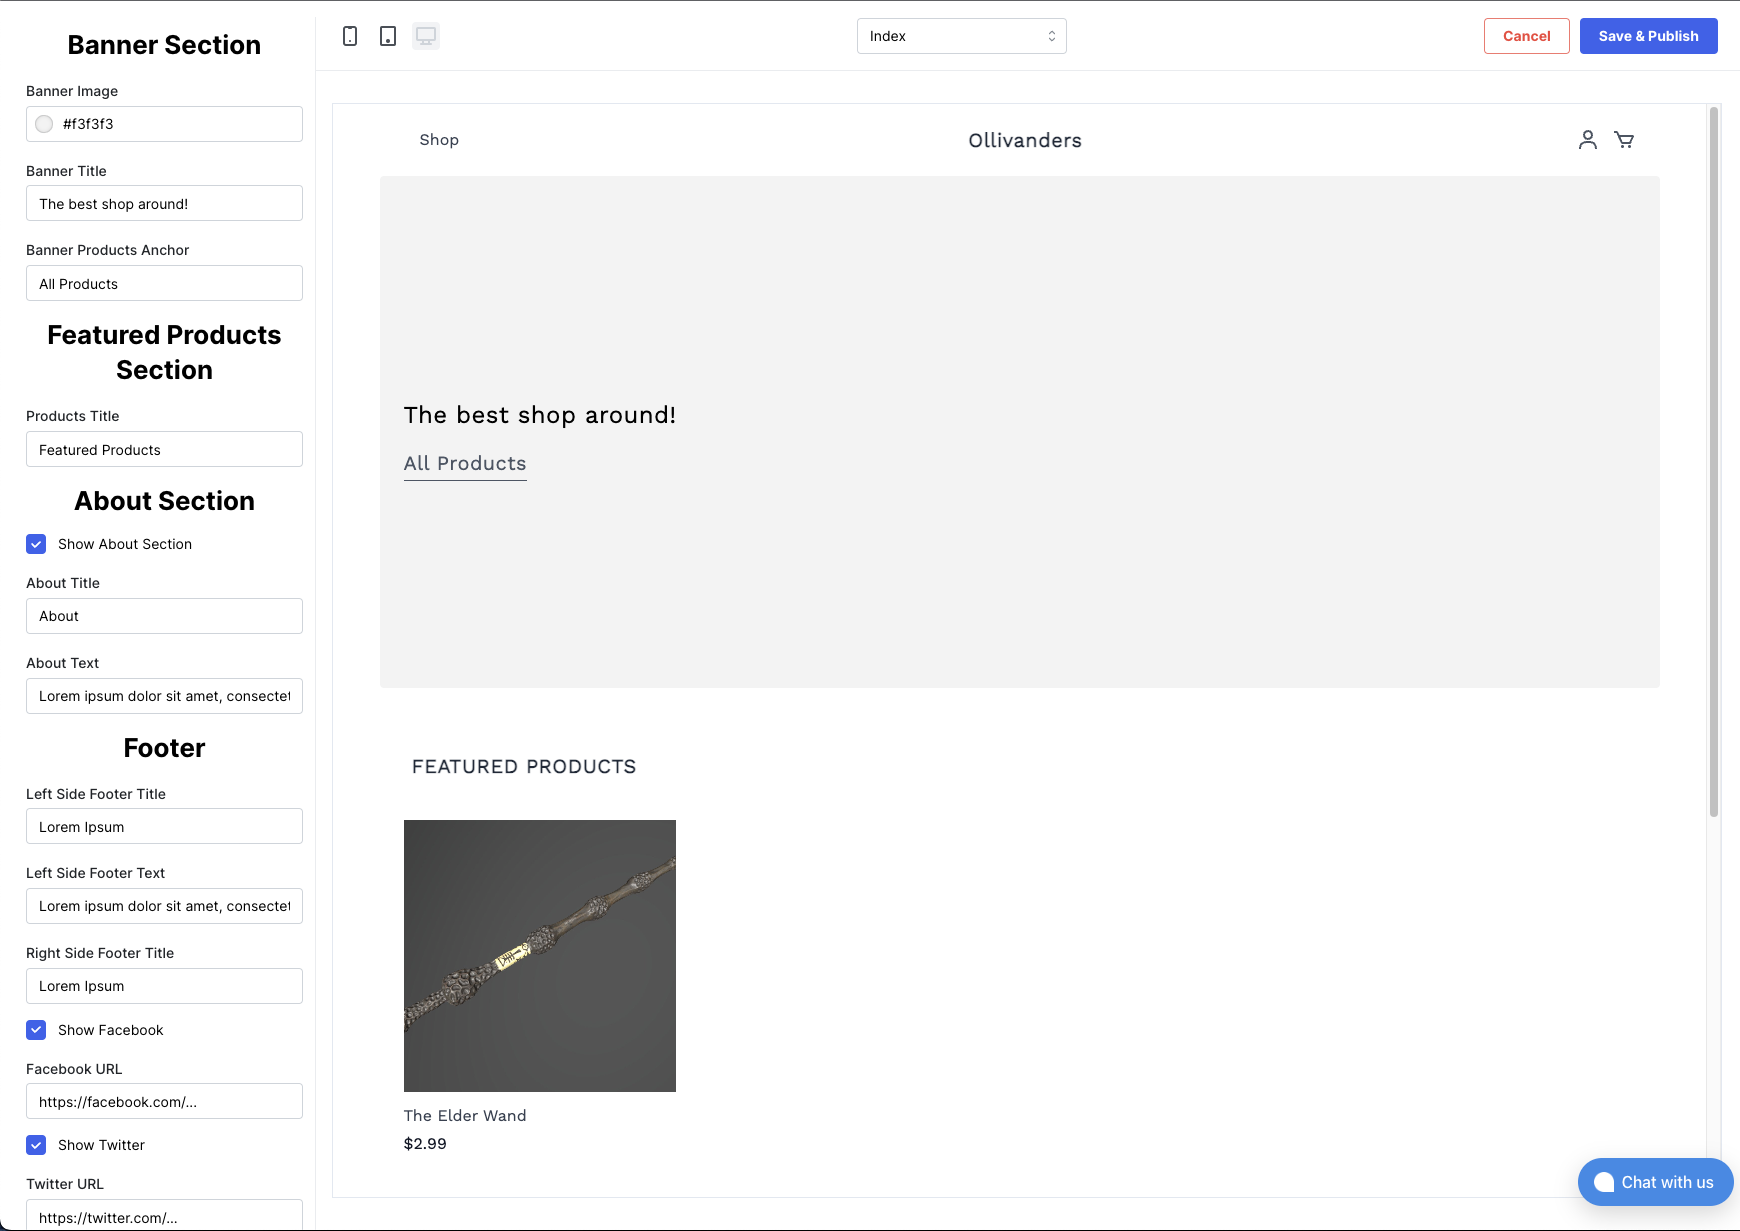 Banner Section
Banner Image
#f3f3f3
Banner Title
The best shop around!
Banner Products Anchor
All Products
Featured Products
Section
Products Title
Featured Products
About Section
Show About Section
About Title
About
About Text
Lorem ipsum dolor sit amet, consectet
Footer
Left Side Footer Title
Lorem Ipsum
Left Side Footer Text
Lorem ipsum dolor sit amet, consectet
Right Side Footer Title
Lorem Ipsum
Show Facebook
Facebook URL
https://facebook.com/...
Show Twitter
Twitter URL
https://twitter.com/...
Index
Cancel
Save & Publish
Shop
Ollivanders
The best shop around!
All Products
FEATURED PRODUCTS
The Elder Wand
$2.99
Chat with us